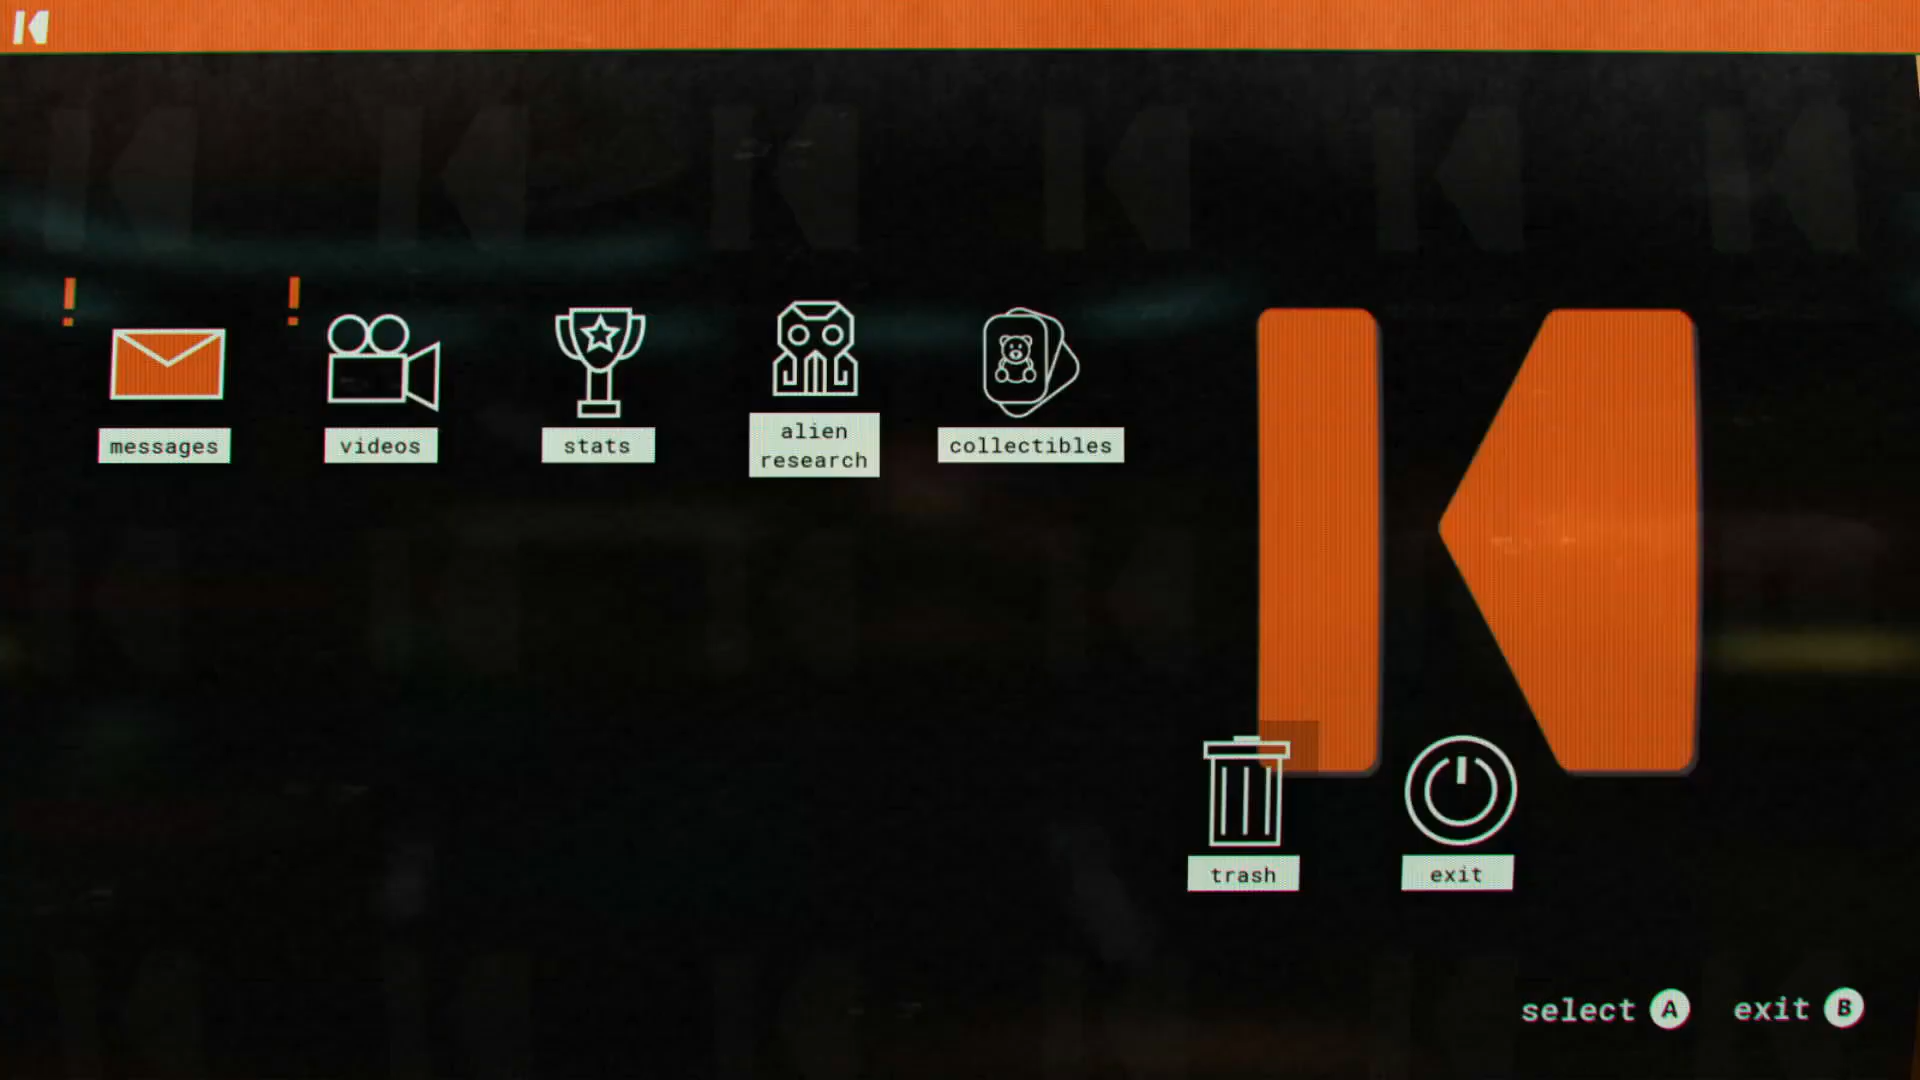 !
!
messages
videos
stats
alien
research
collectibles
trash
exit
select A
exit B